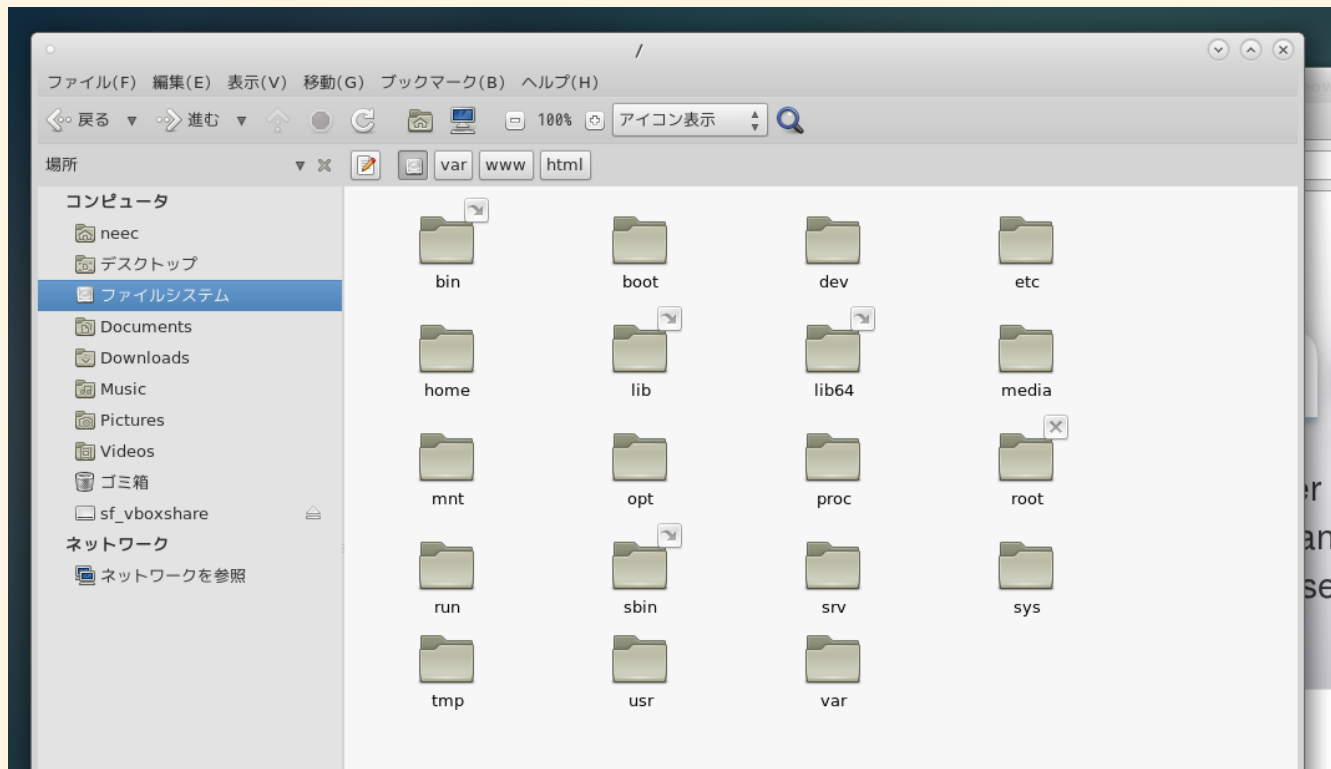 /
ファイル(F) 編集(E) 表示(V) 移動(G) ブックマーク(B) ヘルプ(H)
戻る 進む 100% アイコン表示
場所 var www html
コンピュータ
neec
デスクトップ
ファイルシステム
Documents
Downloads
Music
Pictures
Videos
ゴミ箱
sf_vboxshare
ネットワーク
ネットワークを参照
bin boot dev etc
home lib lib64 media
mnt opt proc root
run sbin srv sys
tmp usr var